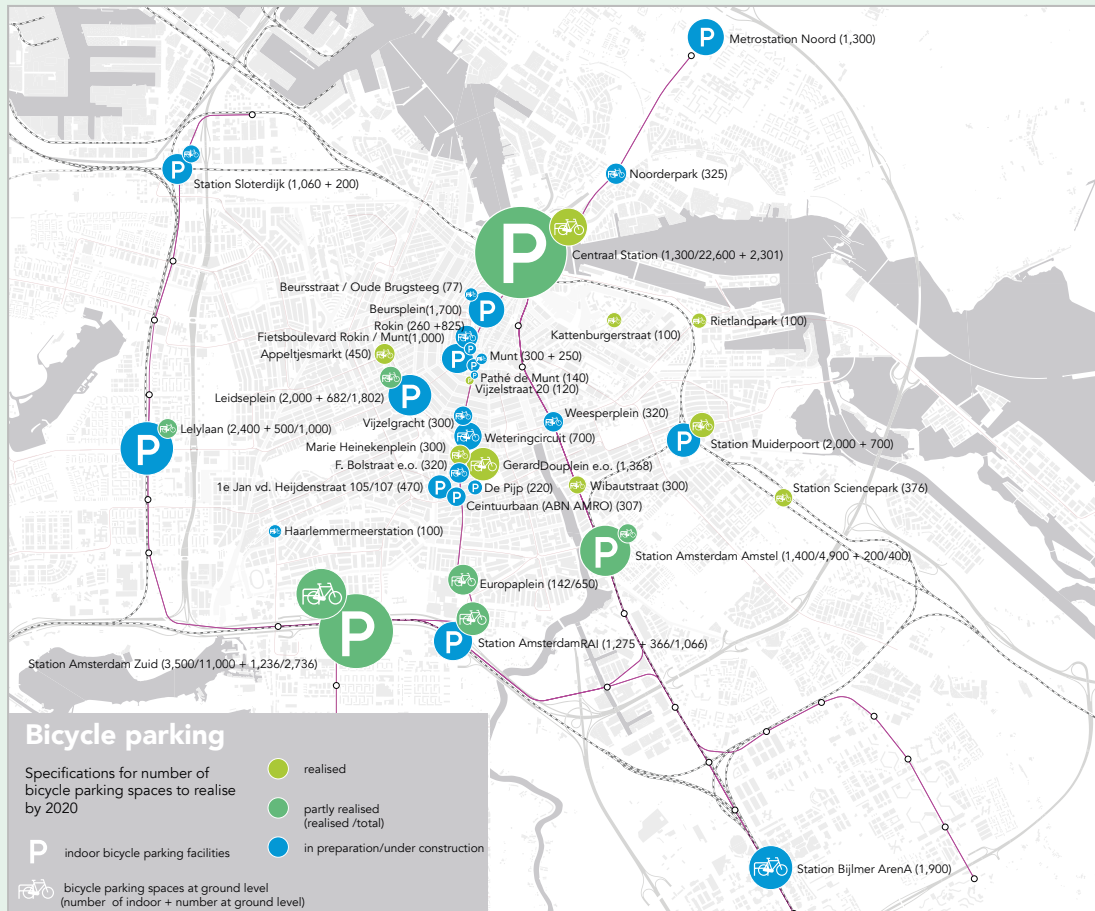 P
Metrostation Noord (1,300)
P
Station Sloterdijk (1,060 + 200)
Noorderpark (325)
P
Centraal Station (1,300/22,600 + 2,301)
Beursstraat / Oude Brugsteeg (77)
Beursplein(1,700)
P
Rokin (260 +825)
Fietsboulevard Rokin / Munt(1,000)
P
P
Appeltjesmarkt (450)
Kattenburgerstraat (100)
Rietlandpark (100)
Munt (300 + 250)
P
Pathé de Munt (140)
P
Vijzelstraat 20 (120)
P
Leidseplein (2,000 + 682/1,802)
P
Vijzelgracht (300)
Weesperplein (320)
Lelylaan (2,400 + 500/1,000)
P
Weteringcircuit (700)
P
Station Muiderpoort (2,000 + 700)
Marie Heinekenplein (300)
F. Bolstraat e.o. (320)
GerardDouplein e.o. (1,368)
1e Jan vd. Heijdenstraat 105/107 (470)
P
P
De Pijp (220)
Wibautstraat (300)
Station Sciencepark (376)
P
Ceintuurbaan (ABN AMRO) (307)
Haarlemmermeerstation (100)
P
Station Amsterdam Amstel (1,400/4,900 + 200/400)
Europaplein (142/650)
P
P
Station AmsterdamRAI (1,275 + 366/1,066)
Station Amsterdam Zuid (3,500/11,000 + 1,236/2,736)
Station Bijlmer ArenA (1,900)
Bicycle parking
Specifications for number of
bicycle parking spaces to realise
by 2020
P
indoor bicycle parking facilities
bicycle parking spaces at ground level
(number of indoor + number at ground level)
realised
partly realised
(realised /total)
in preparation/under construction